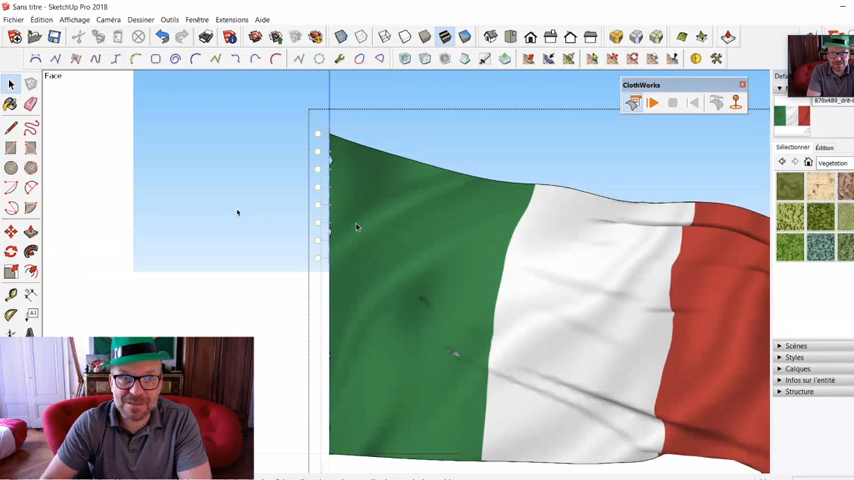 Sans titre - SketchUp Pro 2018
Fichier Édition Affichage Caméra Dessiner Outils Fenêtre Extensions Aide
Face
ClothWorks
Sélectionner Édition
Vegetation
Scènes
Styles
Calques
Infos sur l'entité
Structure